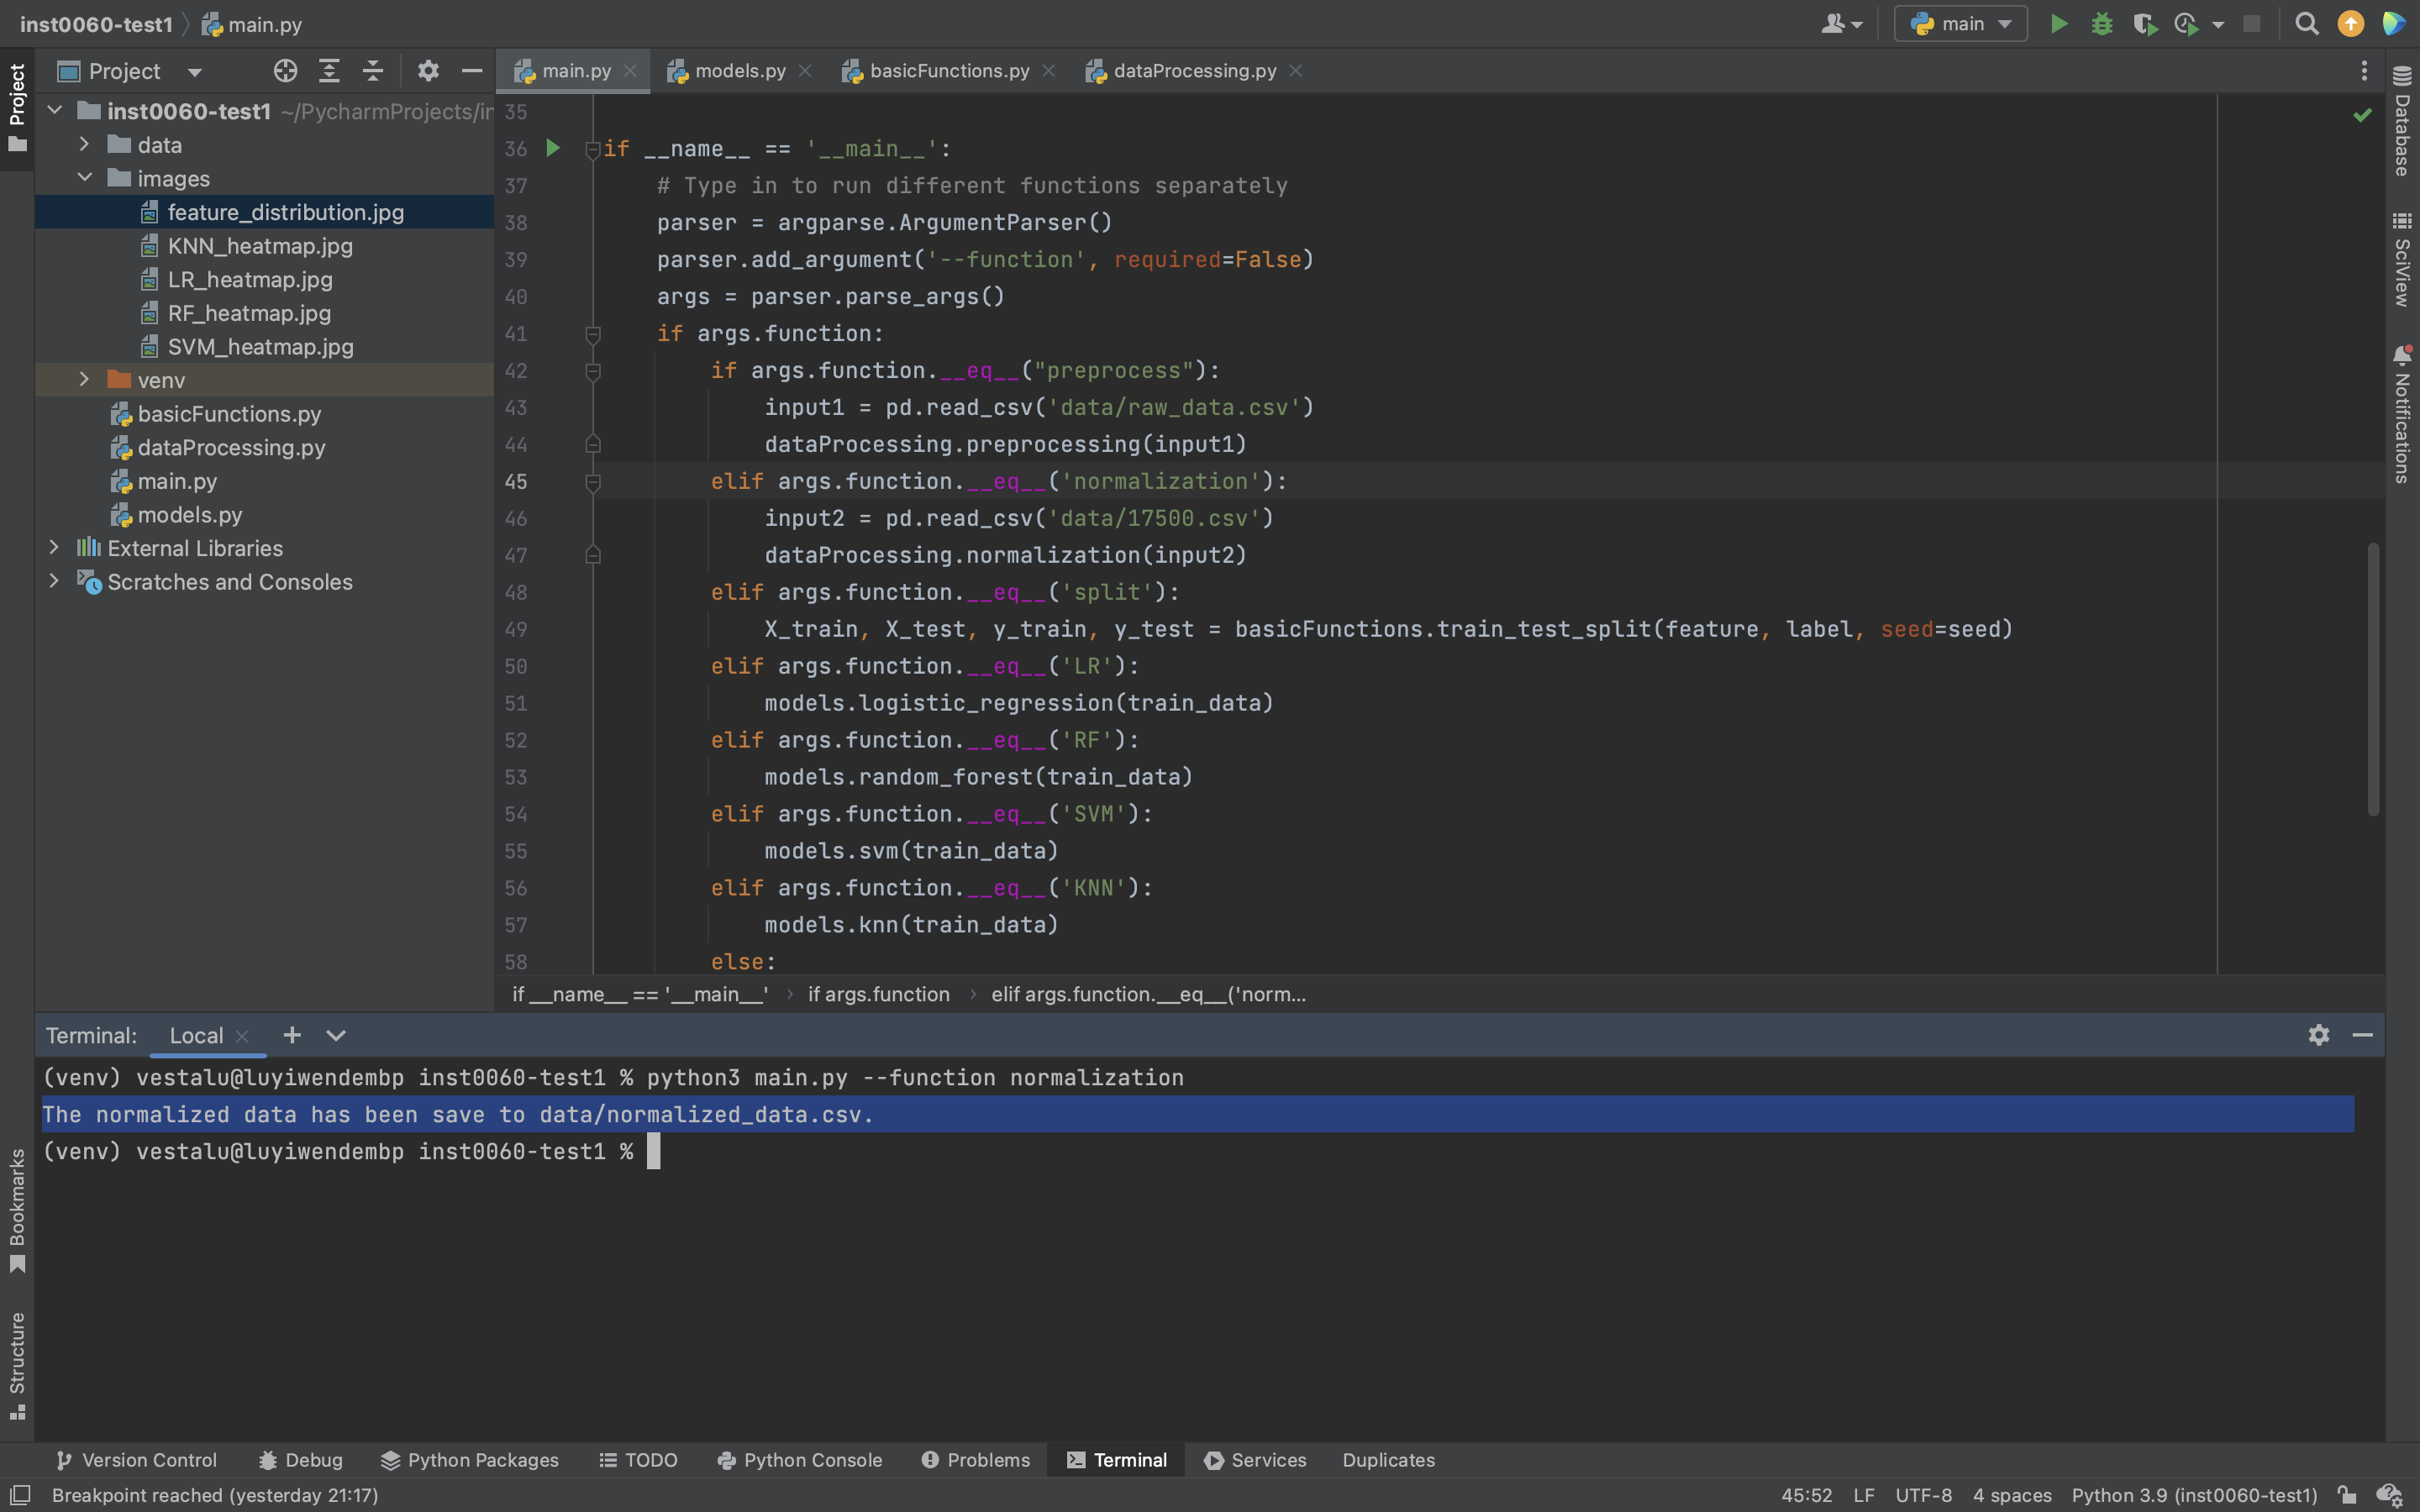 inst0060-test1 main.py
main
Project
main.py models.py basicFunctions.py dataProcessing.py
Project
inst0060-test1 ~/PycharmProjects/in
data
images
feature_distribution.jpg
KNN_heatmap.jpg
LR_heatmap.jpg
RF_heatmap.jpg
SVM_heatmap.jpg
venv
basicFunctions.py
dataProcessing.py
main.py
models.py
External Libraries
Scratches and Consoles
35
36 if __name__ == '__main__':
37 # Type in to run different functions separately
38 parser = argparse.ArgumentParser()
39 parser.add_argument('--function', required=False)
40 args = parser.parse_args()
41 if args.function:
42 if args.function.__eq__("preprocess"):
43 input1 = pd.read_csv('data/raw_data.csv')
44 dataProcessing.preprocessing(input1)
45 elif args.function.__eq__('normalization'):
46 input2 = pd.read_csv('data/17500.csv')
47 dataProcessing.normalization(input2)
48 elif args.function.__eq__('split'):
49 X_train, X_test, y_train, y_test = basicFunctions.train_test_split(feature, label, seed=seed)
50 elif args.function.__eq__('LR'):
51 models.logistic_regression(train_data)
52 elif args.function.__eq__('RF'):
53 models.random_forest(train_data)
54 elif args.function.__eq__('SVM'):
55 models.svm(train_data)
56 elif args.function.__eq__('KNN'):
57 models.knn(train_data)
58 else:
if __name__ == '__main__' › if args.function › elif args.function.__eq__('norm...
Database
SciView
Notifications
Terminal: Local
(venv) vestalu@luyiwendembp inst0060-test1 % python3 main.py --function normalization
The normalized data has been save to data/normalized_data.csv.
(venv) vestalu@luyiwendembp inst0060-test1 %
Bookmarks
Structure
Version Control Debug Python Packages TODO Python Console Problems Terminal Services Duplicates
Breakpoint reached (yesterday 21:17) 45:52 LF UTF-8 4 spaces Python 3.9 (inst0060-test1)